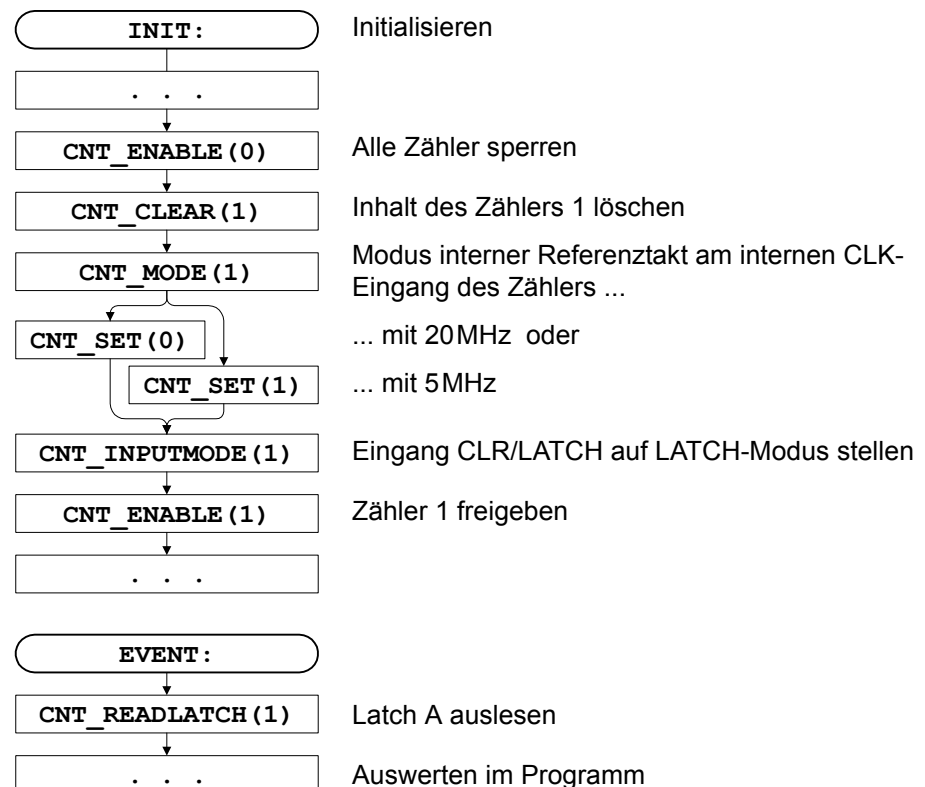 INIT: Initialisieren
. . .
CNT_ENABLE(0) Alle Zähler sperren
CNT_CLEAR(1) Inhalt des Zählers 1 löschen
CNT_MODE(1) Modus interner Referenztakt am internen CLK-
Eingang des Zählers ...
CNT_SET(0) ... mit 20MHz oder
CNT_SET(1) ... mit 5MHz
CNT_INPUTMODE(1) Eingang CLR/LATCH auf LATCH-Modus stellen
CNT_ENABLE(1) Zähler 1 freigeben
. . .
EVENT:
CNT_READLATCH(1) Latch A auslesen
. . . Auswerten im Programm